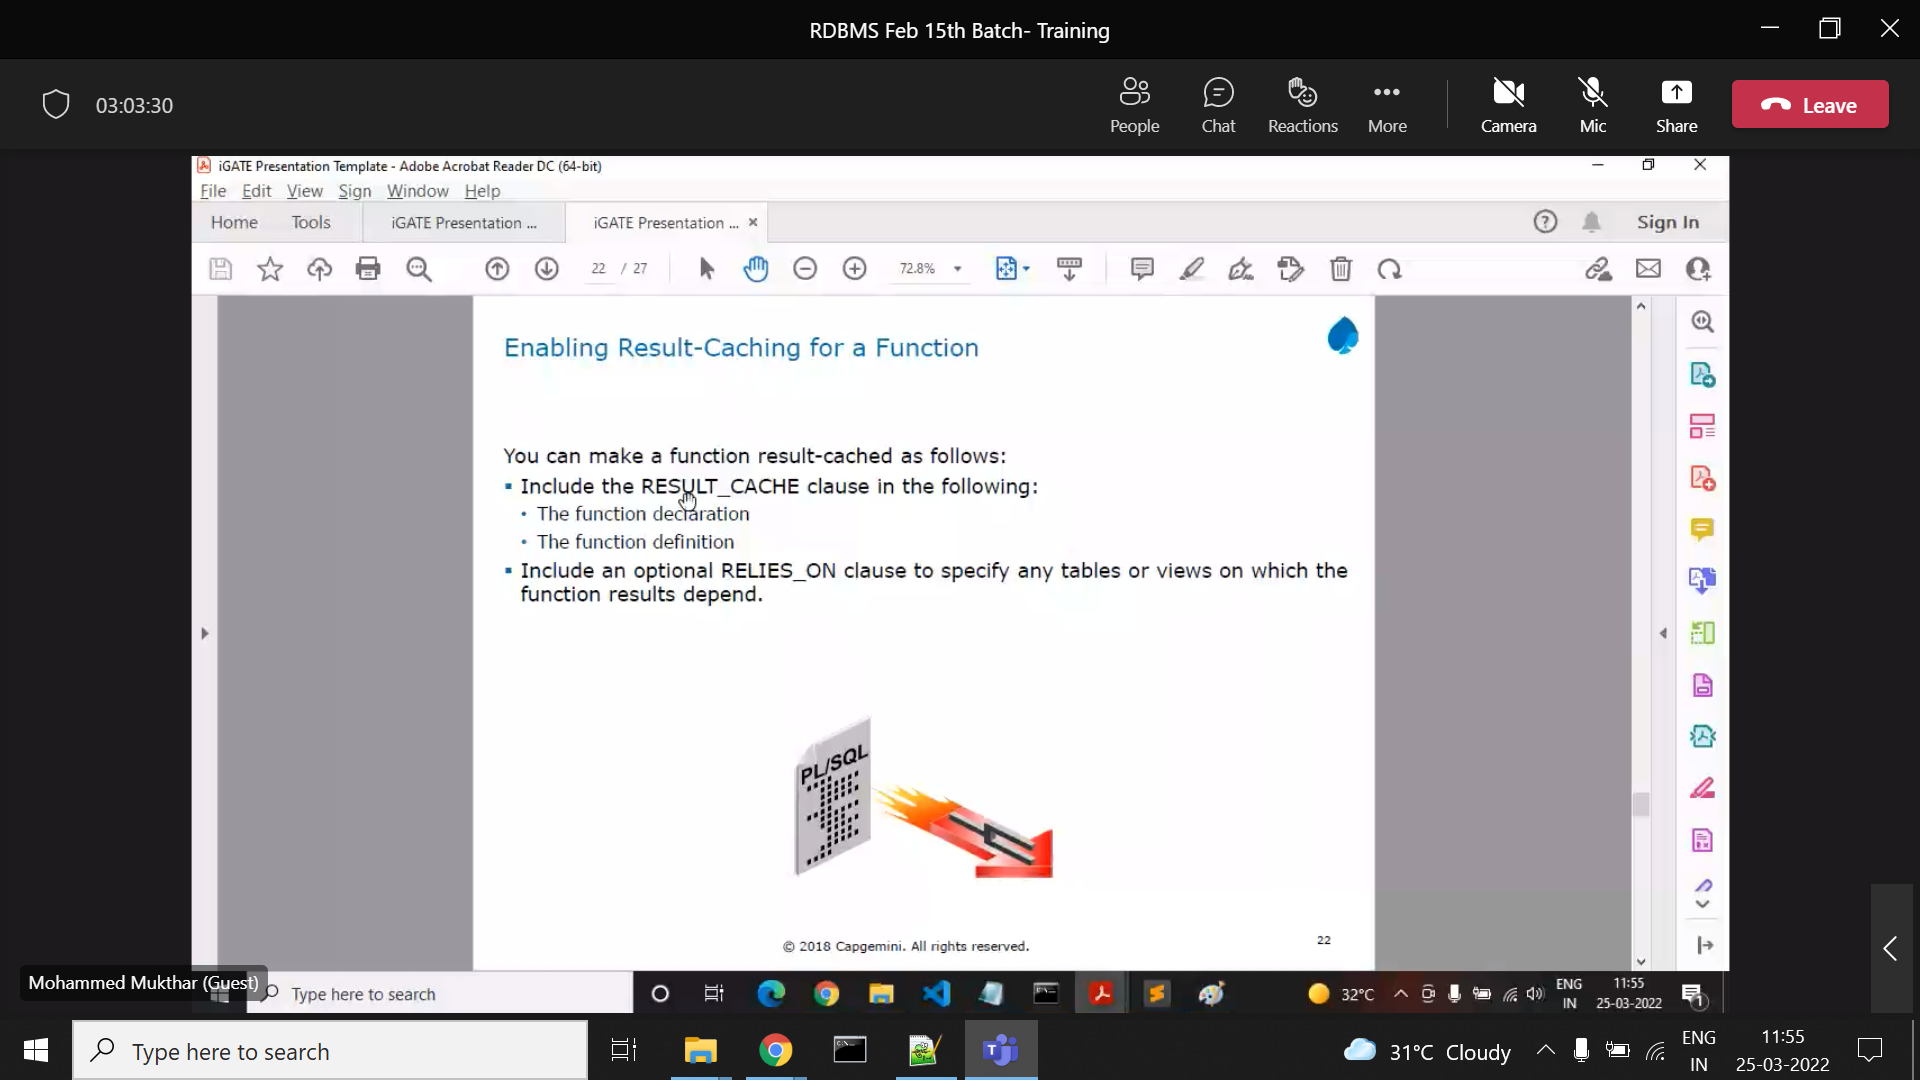 RDBMS Feb 15th Batch- Training
03:03:30
People
Chat
Reactions
More
Camera
Mic
Share
Leave
iGATE Presentation Template - Adobe Acrobat Reader DC (64-bit)
File Edit View Sign Window Help
Home Tools iGATE Presentation ... iGATE Presentation ... Sign In
22 / 27
72.8%
Enabling Result-Caching for a Function
You can make a function result-cached as follows:
▪ Include the RESULT_CACHE clause in the following:
• The function declaration
• The function definition
▪ Include an optional RELIES_ON clause to specify any tables or views on which the
function results depend.
PL/SQL
© 2018 Capgemini. All rights reserved.
22
Mohammed Mukthar (Guest)
Type here to search
32°C
ENG
IN
11:55
25-03-2022
1
Type here to search
31°C Cloudy
ENG
IN
11:55
25-03-2022